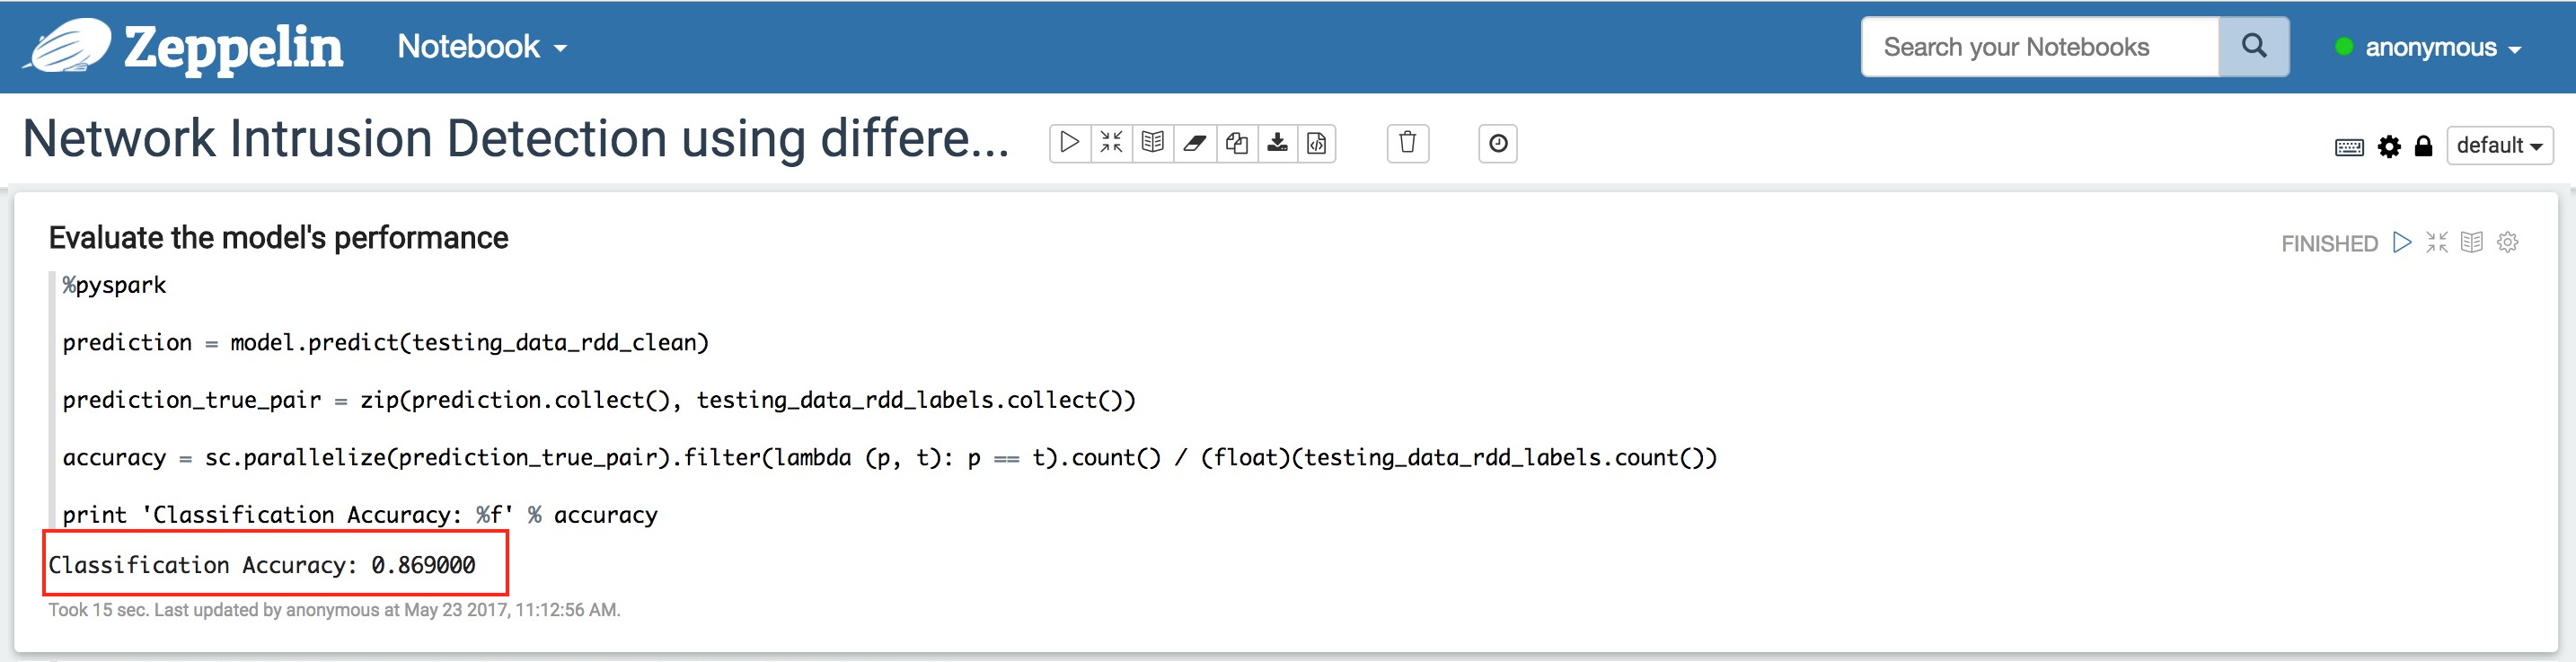 Zeppelin Notebook Search your Notebooks anonymous
Network Intrusion Detection using differe... default
Evaluate the model's performance FINISHED
%pyspark
prediction = model.predict(testing_data_rdd_clean)
prediction_true_pair = zip(prediction.collect(), testing_data_rdd_labels.collect())
accuracy = sc.parallelize(prediction_true_pair).filter(lambda (p, t): p == t).count() / (float)(testing_data_rdd_labels.count())
print 'Classification Accuracy: %f' % accuracy
Classification Accuracy: 0.869000
Took 15 sec. Last updated by anonymous at May 23 2017, 11:12:56 AM.